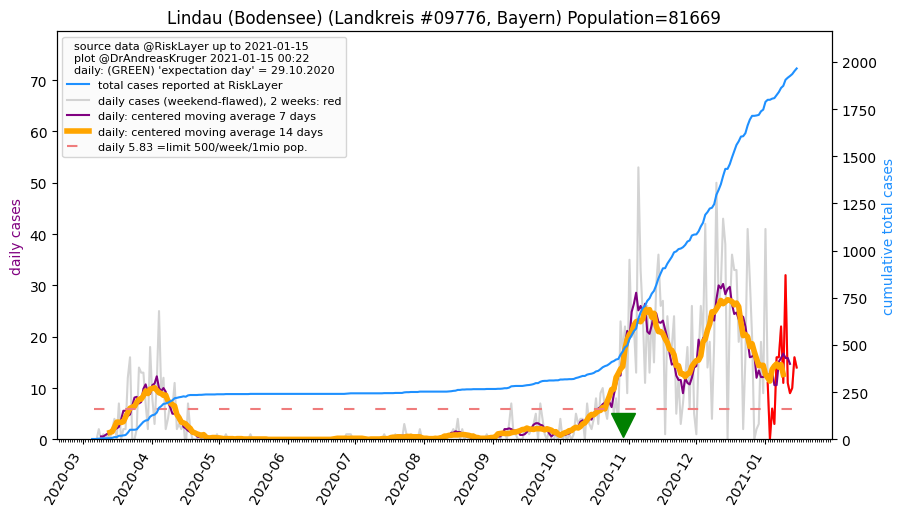 Lindau (Bodensee) (Landkreis #09776, Bayern) Population=81669
source data @RiskLayer up to 2021-01-15
plot @DrAndreasKruger 2021-01-15 00:22
daily: (GREEN) 'expectation day' = 29.10.2020
total cases reported at RiskLayer
daily cases (weekend-flawed), 2 weeks: red
daily: centered moving average 7 days
daily: centered moving average 14 days
daily 5.83 =limit 500/week/1mio pop.
daily cases
70
60
50
40
30
20
10
0
cumulative total cases
2000
1750
1500
1250
1000
750
500
250
0
2020-03
2020-04
2020-05
2020-06
2020-07
2020-08
2020-09
2020-10
2020-11
2020-12
2021-01